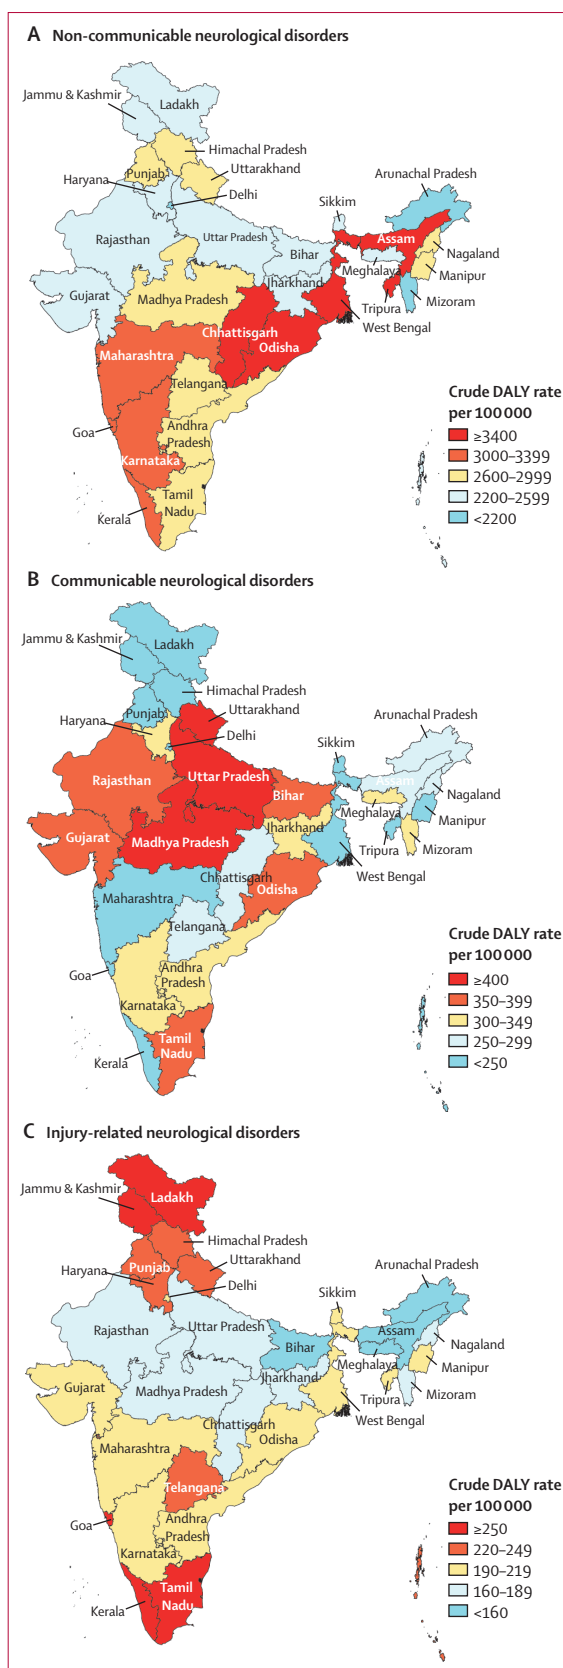 A Non-communicable neurological disorders
Jammu & Kashmir
Ladakh
Himachal Pradesh
Punjab
Uttarakhand
Haryana
Delhi
Arunachal Pradesh
Sikkim
Rajasthan
Uttar Pradesh
Assam
Bihar
Nagaland
Meghalaya
Manipur
Gujarat
Madhya Pradesh
Jharkhand
Mizoram
Tripura
West Bengal
Chhattisgarh
Odisha
Maharashtra
Telangana
Goa
Andhra
Pradesh
Karnataka
Tamil
Nadu
Kerala
Crude DALY rate
per 100 000
≥3400
3000–3399
2600–2999
2200–2599
<2200
B Communicable neurological disorders
Jammu & Kashmir
Ladakh
Himachal Pradesh
Uttarakhand
Punjab
Haryana
Delhi
Arunachal Pradesh
Sikkim
Rajasthan
Uttar Pradesh
Assam
Bihar
Nagaland
Meghalaya
Manipur
Gujarat
Madhya Pradesh
Jharkhand
Mizoram
Tripura
West Bengal
Chhattisgarh
Odisha
Maharashtra
Telangana
Goa
Andhra
Pradesh
Karnataka
Tamil
Nadu
Kerala
Crude DALY rate
per 100 000
≥400
350–399
300–349
250–299
<250
C Injury-related neurological disorders
Jammu & Kashmir
Ladakh
Himachal Pradesh
Uttarakhand
Punjab
Haryana
Delhi
Arunachal Pradesh
Sikkim
Rajasthan
Uttar Pradesh
Assam
Bihar
Nagaland
Meghalaya
Manipur
Gujarat
Madhya Pradesh
Jharkhand
Mizoram
Tripura
West Bengal
Chhattisgarh
Odisha
Maharashtra
Telangana
Goa
Andhra
Pradesh
Karnataka
Tamil
Nadu
Kerala
Crude DALY rate
per 100 000
≥250
220–249
190–219
160–189
<160